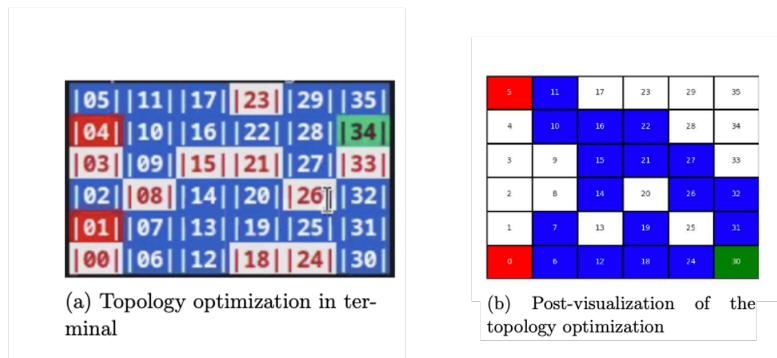 |05||11||17||23||29||35|
|04||10||16||22||28||34|
|03||09||15||21||27||33|
|02||08||14||20||26||32|
|01||07||13||19||25||31|
|00||06||12||18||24||30|
(a) Topology optimization in ter-
minal
5 11 17 23 29 35
4 10 16 22 28 34
3 9 15 21 27 33
2 8 14 20 26 32
1 7 13 19 25 31
0 6 12 18 24 30
(b) Post-visualization of the
topology optimization